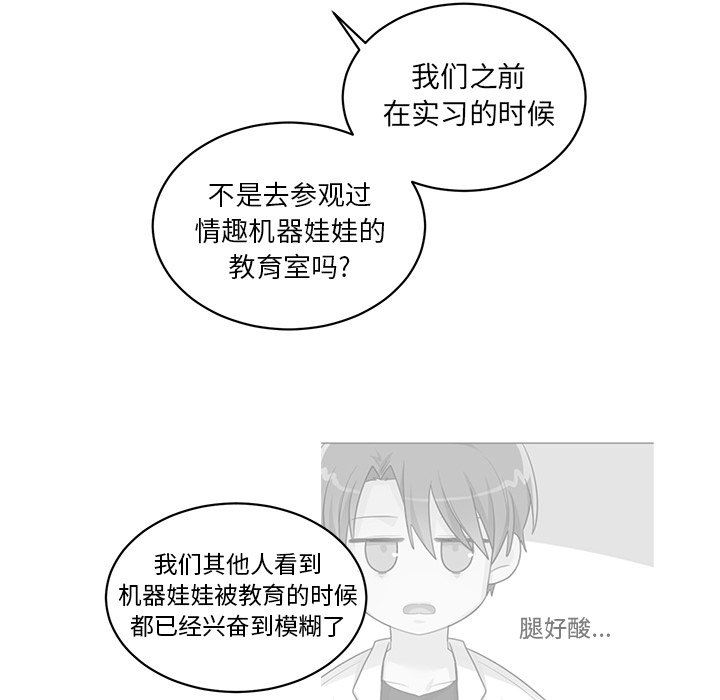 我们之前
在实习的时候
不是去参观过
情趣机器娃娃的
教育室吗?
我们其他人看到
机器娃娃被教育的时候
都已经兴奋到模糊了
腿好酸...